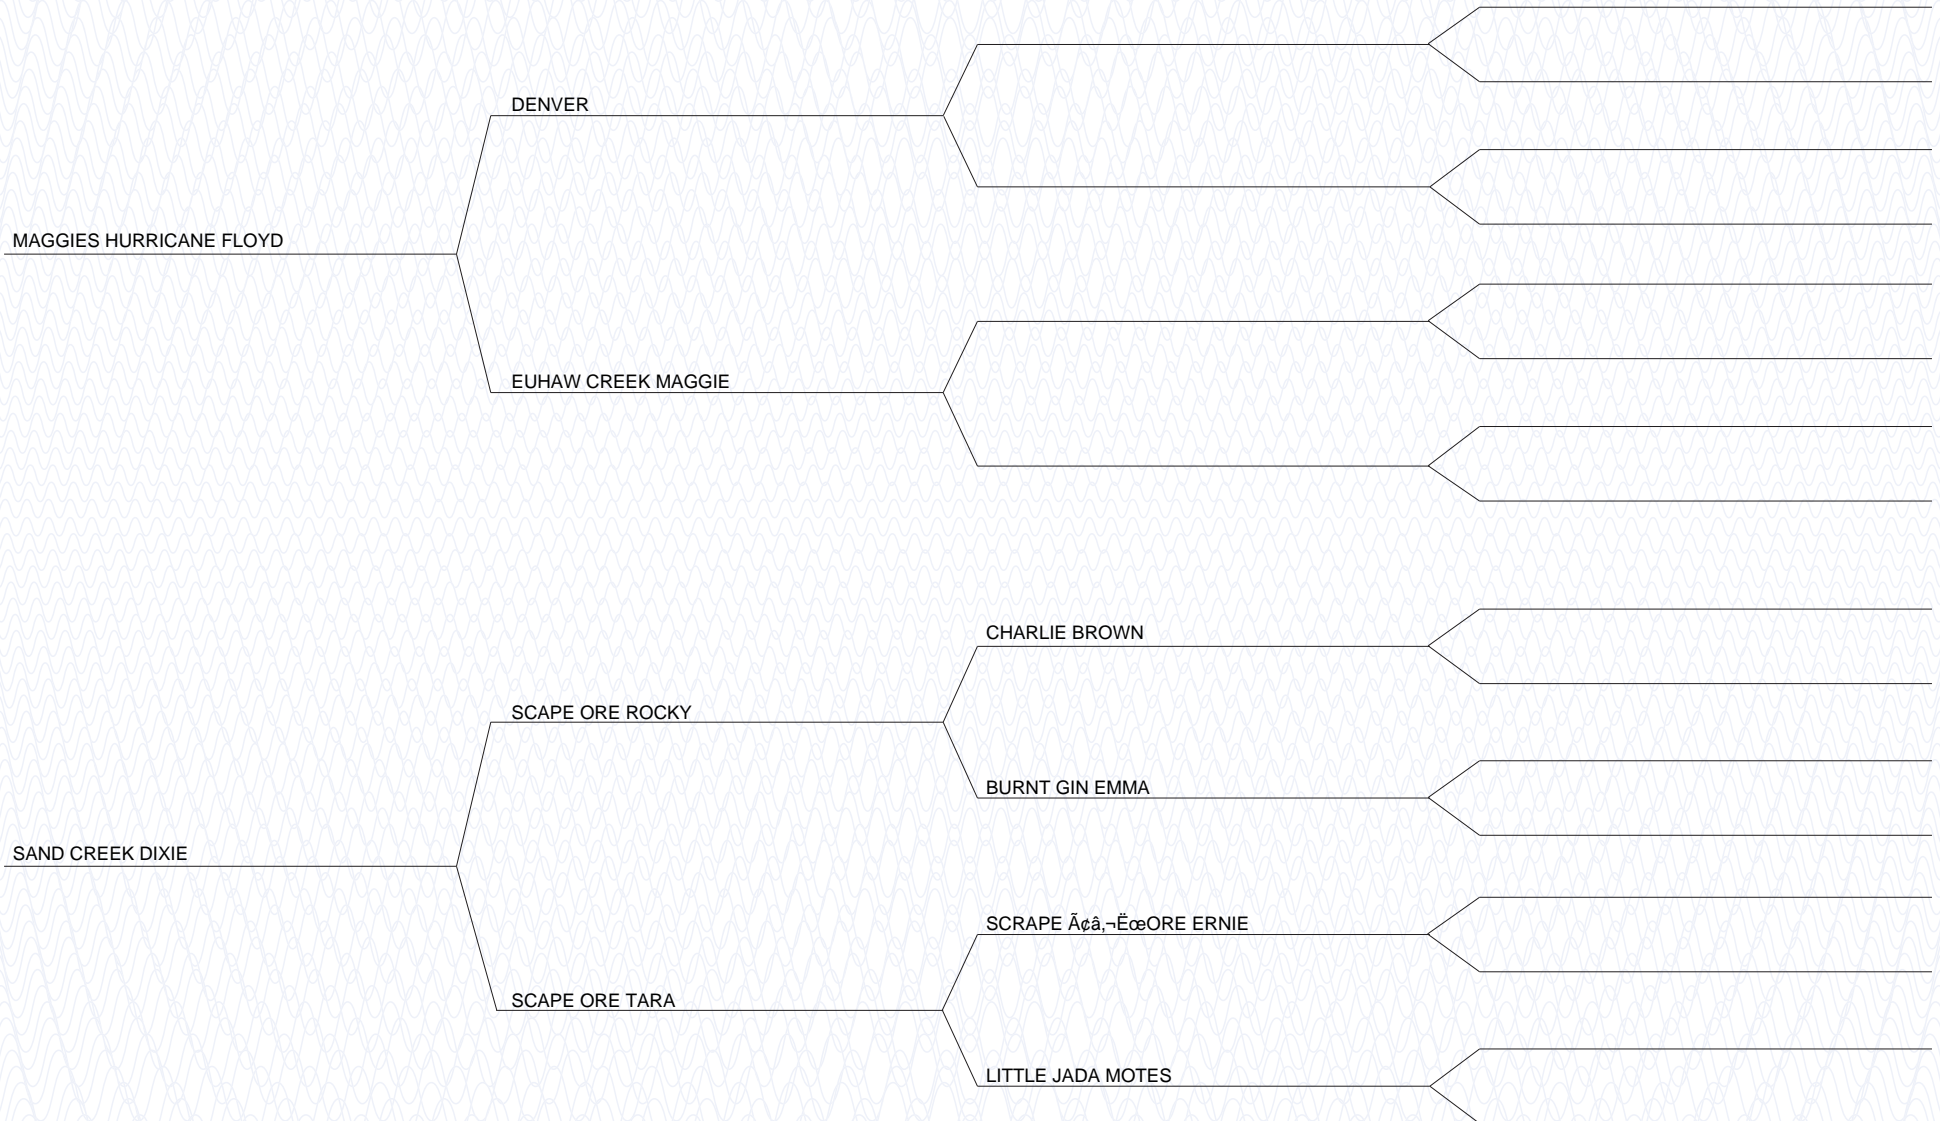 DENVER
MAGGIES HURRICANE FLOYD
EUHAW CREEK MAGGIE
CHARLIE BROWN
SCAPE ORE ROCKY
BURNT GIN EMMA
SAND CREEK DIXIE
SCRAPE Ã¢â‚¬ËœORE ERNIE
SCAPE ORE TARA
LITTLE JADA MOTES